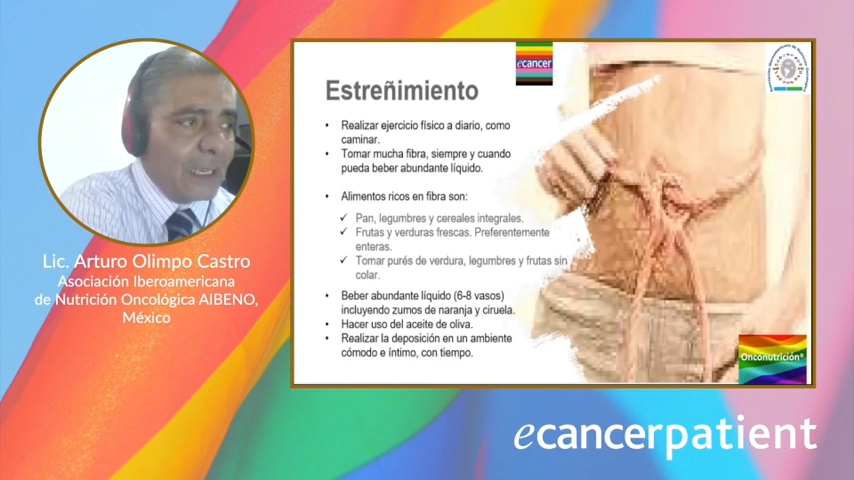 ecancer
Estreñimiento
• Realizar ejercicio físico a diario, como
caminar.
• Tomar mucha fibra, siempre y cuando
pueda beber abundante líquido.
• Alimentos ricos en fibra son:
✓ Pan, legumbres y cereales integrales.
✓ Frutas y verduras frescas. Preferentemente
enteras.
✓ Tomar purés de verdura, legumbres y frutas sin
colar.
• Beber abundante líquido (6-8 vasos)
incluyendo zumos de naranja y ciruela.
• Hacer uso del aceite de oliva.
• Realizar la deposición en un ambiente
cómodo e íntimo, con tiempo.
Onconutrición®
Lic. Arturo Olimpo Castro
Asociación Iberoamericana
de Nutrición Oncológica AIBENO,
México
ecancerpatient